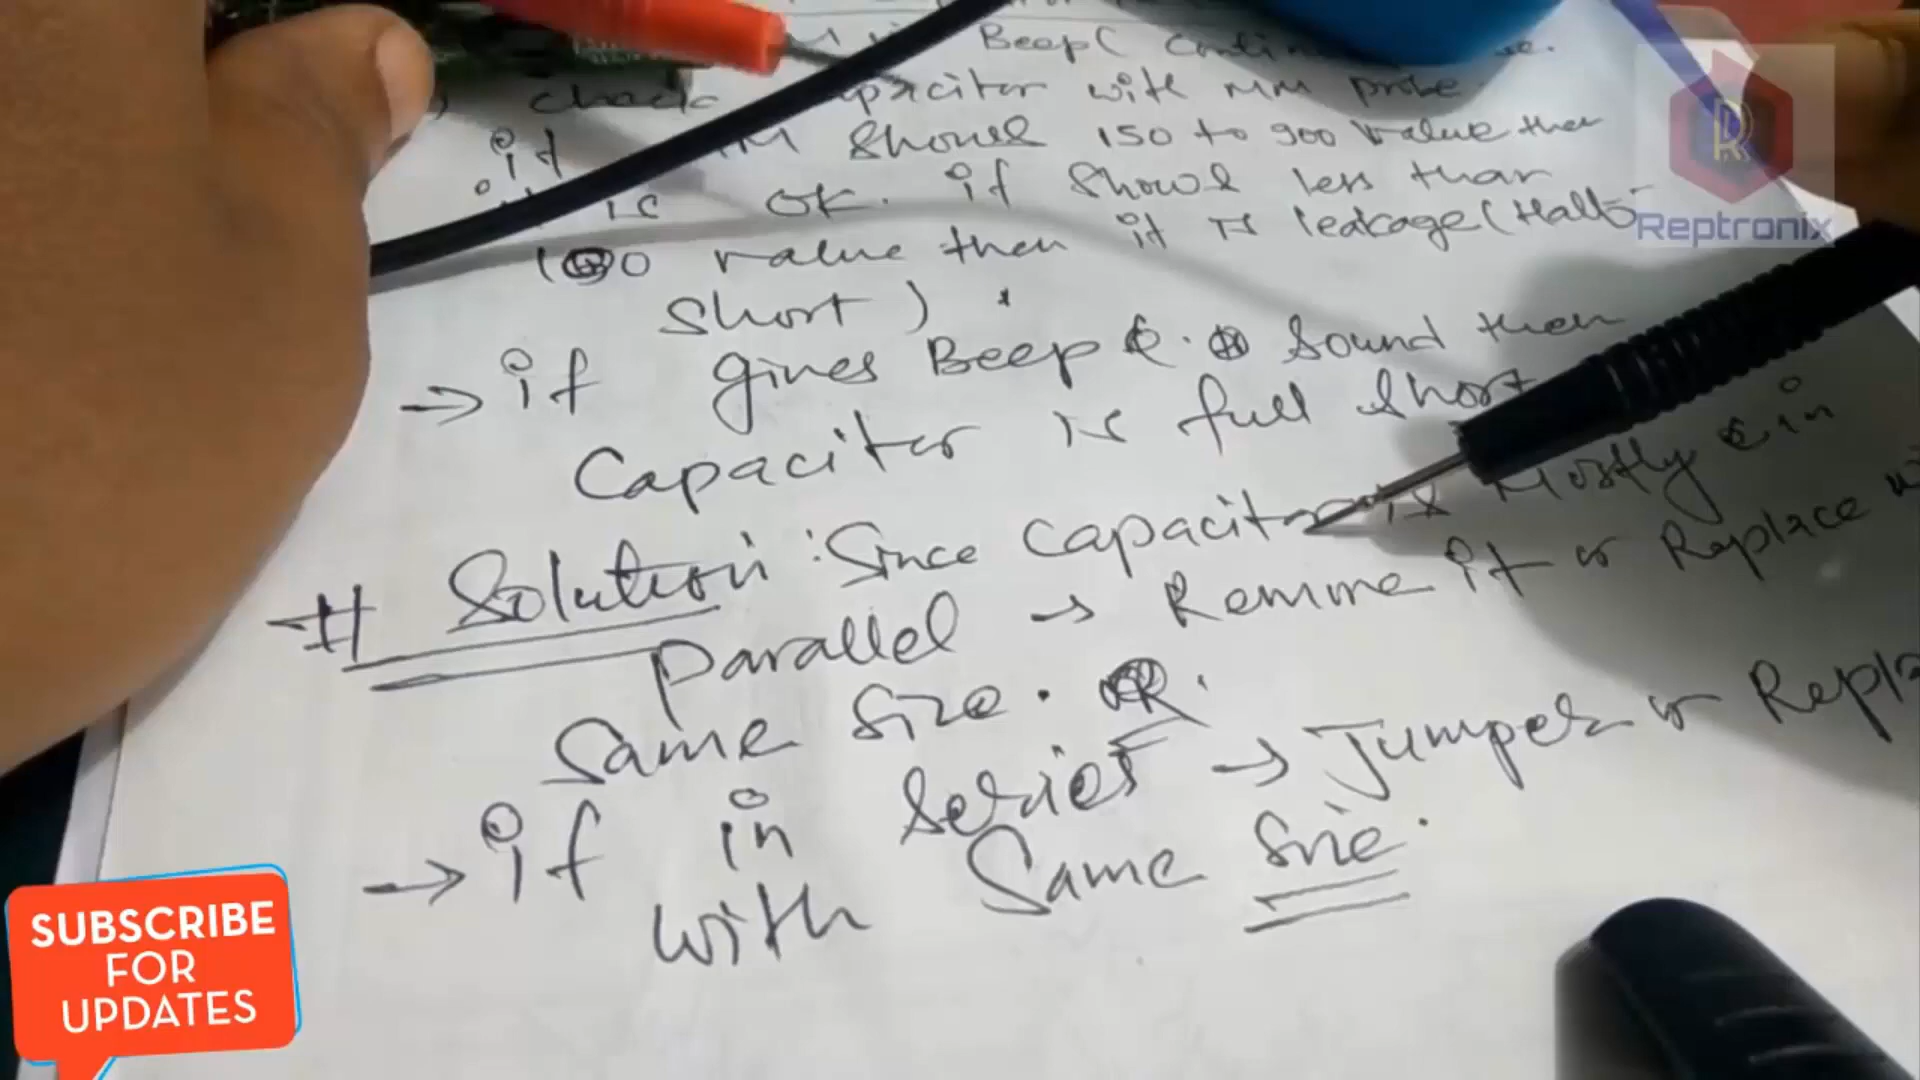 Beep(
check capacitor with MM probe
if MM shows 150 to 900 value then
it is OK. if shows less than
100 value then it is leakage (Half
short)
→ if gives Beep sound then
Capacitor is full short
# Solution: Since capacitor is Mostly in
parallel → Remove it or Replace
same size. OR.
→ if in series → Jumper or
with same size.
Reptronix
SUBSCRIBE
FOR
UPDATES